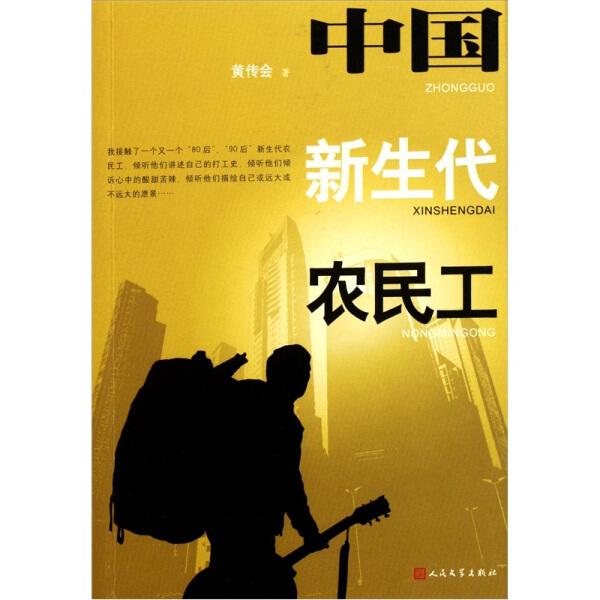 中国
ZHONGGUO
黄传会 著
我接触了一个又一个“80后”、“90后”新生代农
民工，倾听他们讲述自己的打工史，倾听他们倾
诉心中的酸甜苦辣，倾听他们描绘自己或远大或
不远大的愿景……
新生代
XINSHENGDAI
农民工
NONGMINGONG
人民文学出版社